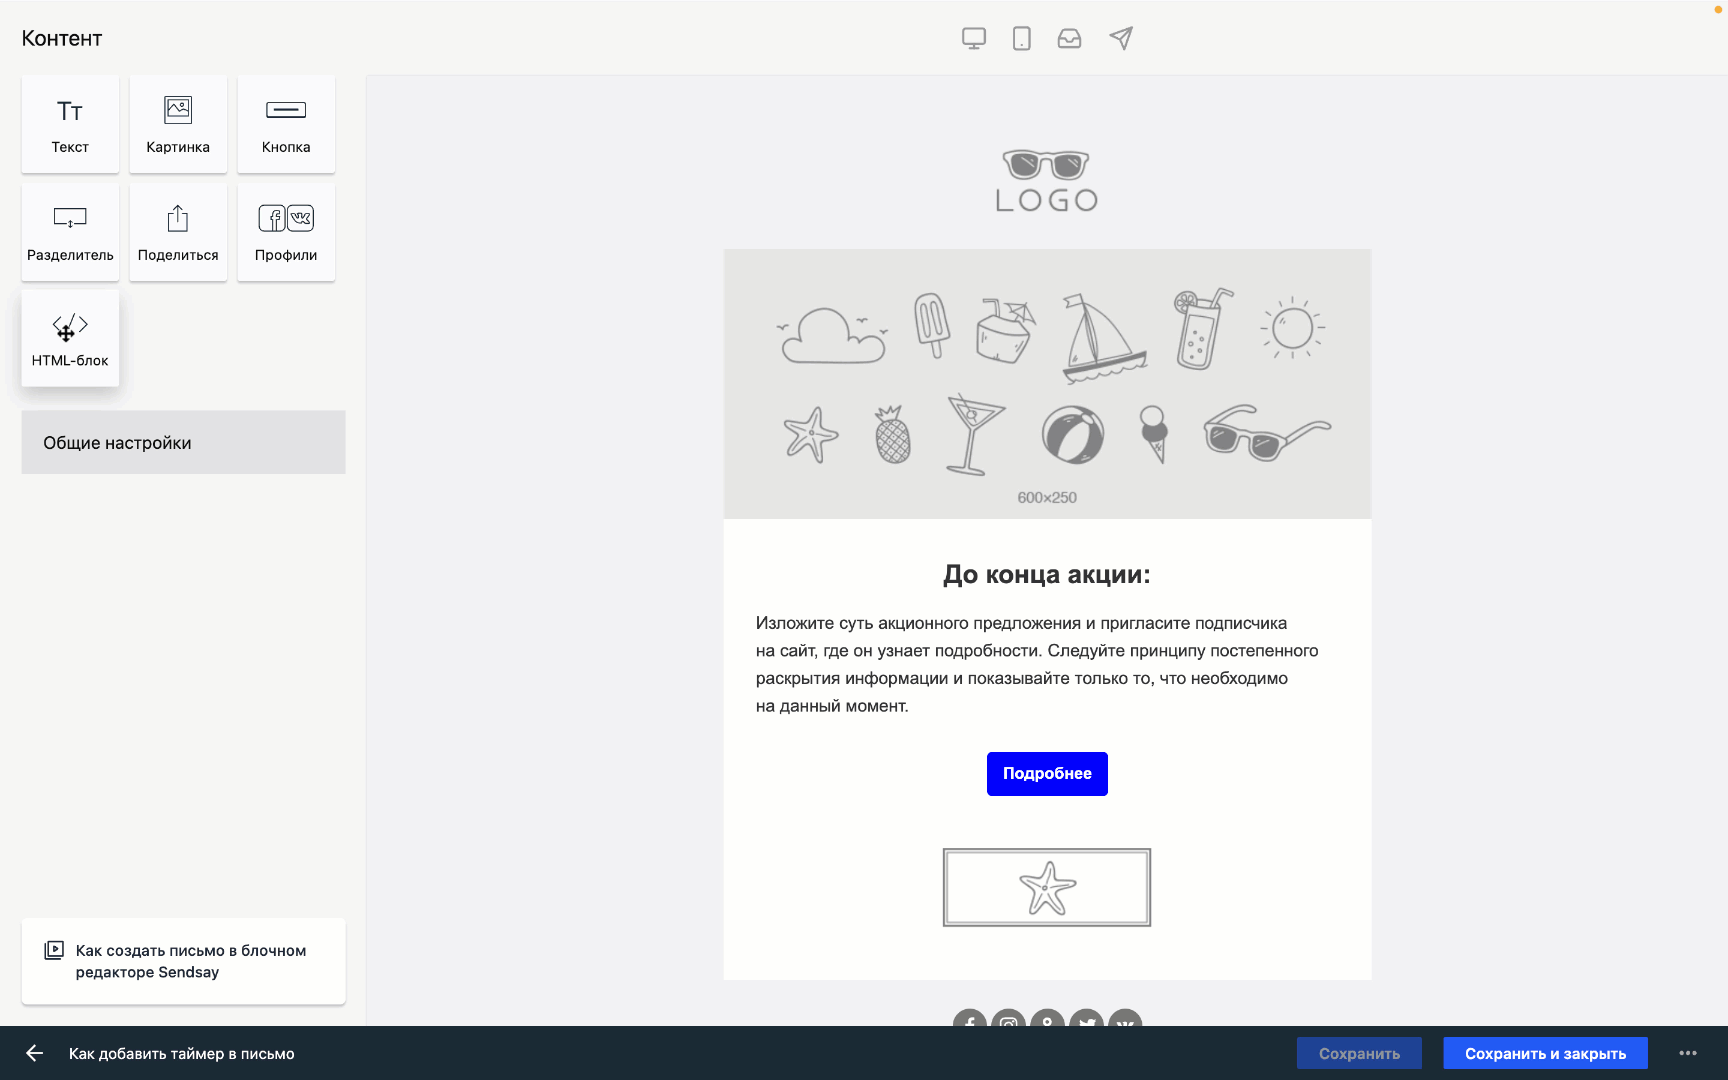 Контент
Тт
Текст
Картинка
Кнопка
Разделитель
Поделиться
Профили
HTML-блок
Общие настройки
LOGO
600×250
До конца акции:
Изложите суть акционного предложения и пригласите подписчика
на сайт, где он узнает подробности. Следуйте принципу постепенного
раскрытия информации и показывайте только то, что необходимо
на данный момент.
Подробнее
Как создать письмо в блочном
редакторе Sendsay
Как добавить таймер в письмо
Сохранить
Сохранить и закрыть